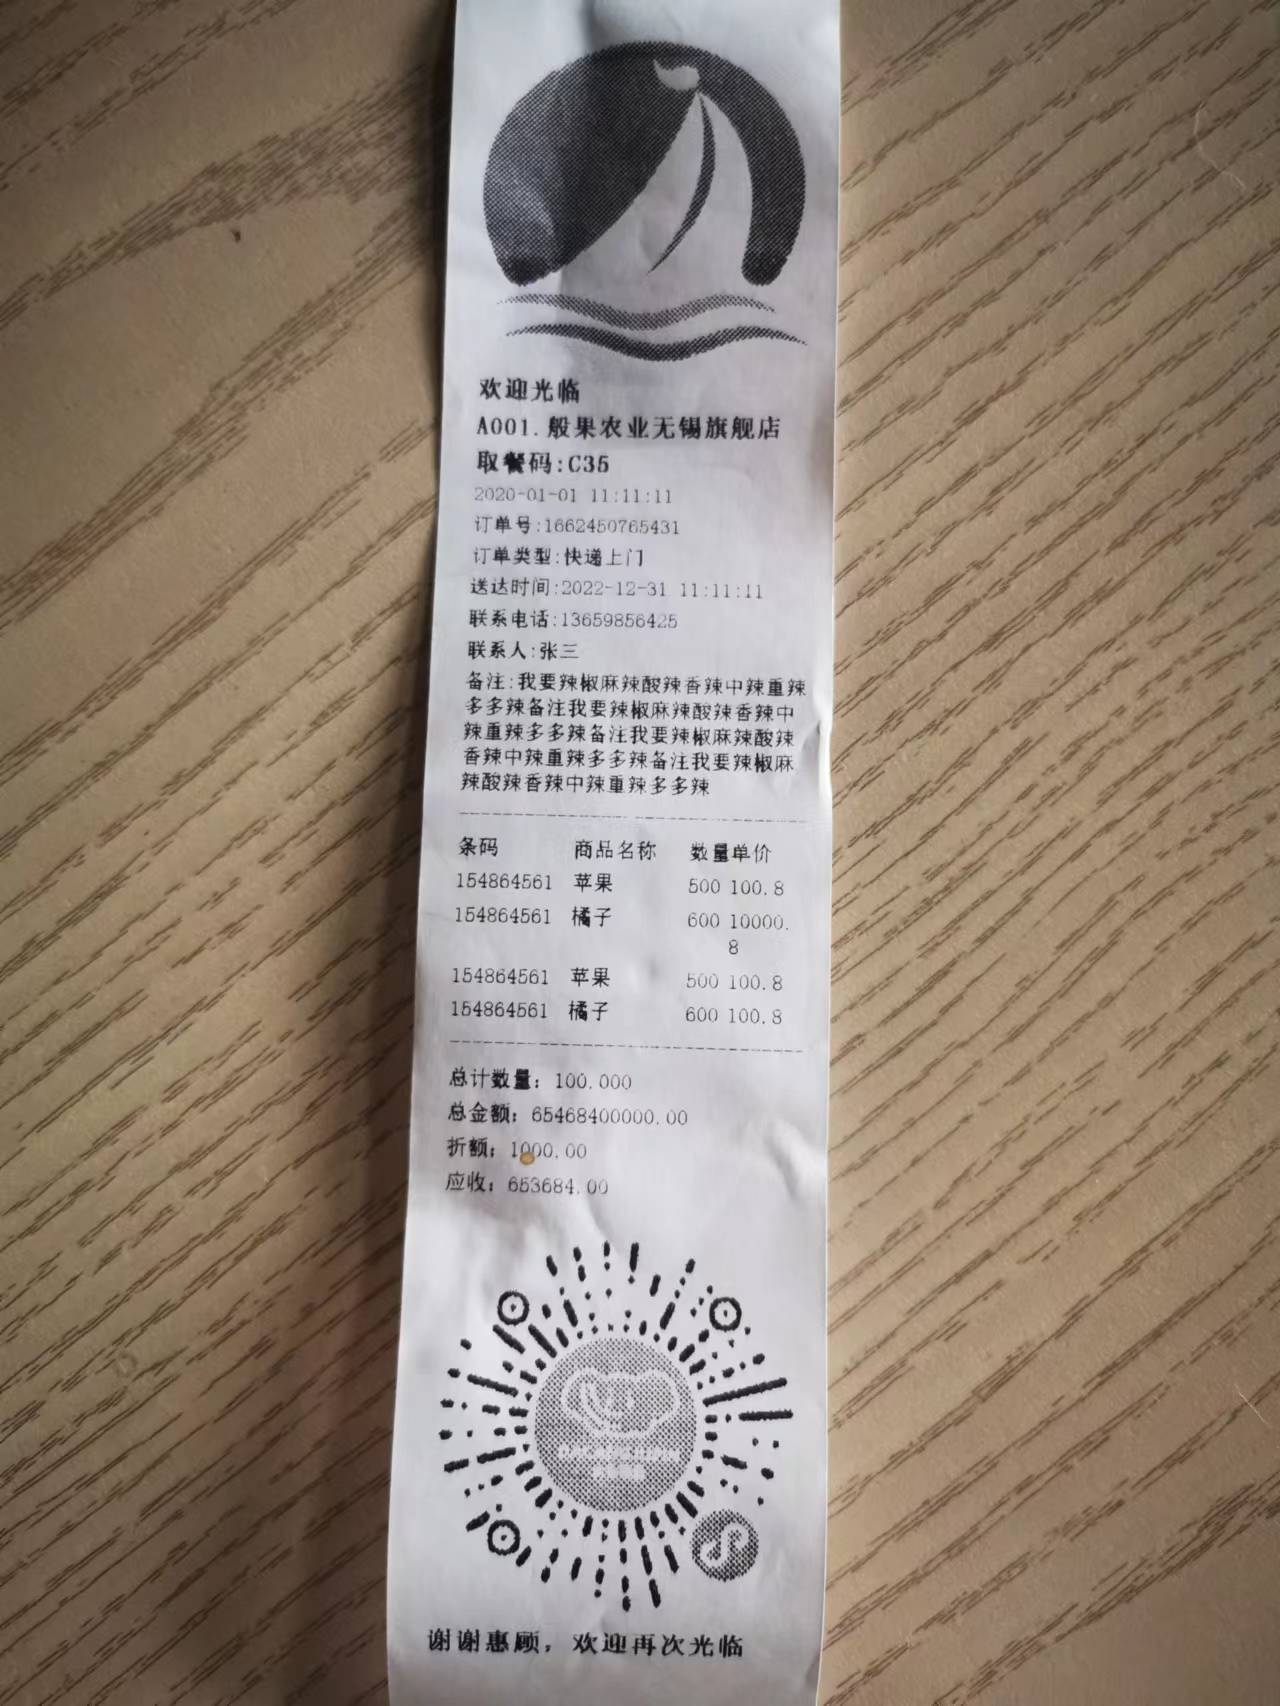 欢迎光临
A001.般果农业无锡旗舰店
取餐码:C35
2020-01-01 11:11:11
订单号:1662450765431
订单类型:快递上门
送达时间:2022-12-31 11:11:11
联系电话:13659856425
联系人:张三
备注:我要辣椒麻辣酸辣香辣中辣重辣
多多辣备注我要辣椒麻辣酸辣香辣中
辣重辣多多辣备注我要辣椒麻辣酸辣
香辣中辣重辣多多辣备注我要辣椒麻
辣酸辣香辣中辣重辣多多辣
条码 商品名称 数量单价
154864561 苹果 500 100.8
154864561 橘子 600 10000.
8
154864561 苹果 500 100.8
154864561 橘子 600 100.8
总计数量: 100.000
总金额: 65468400000.00
折额: 1000.00
应收: 653684.00
谢谢惠顾, 欢迎再次光临